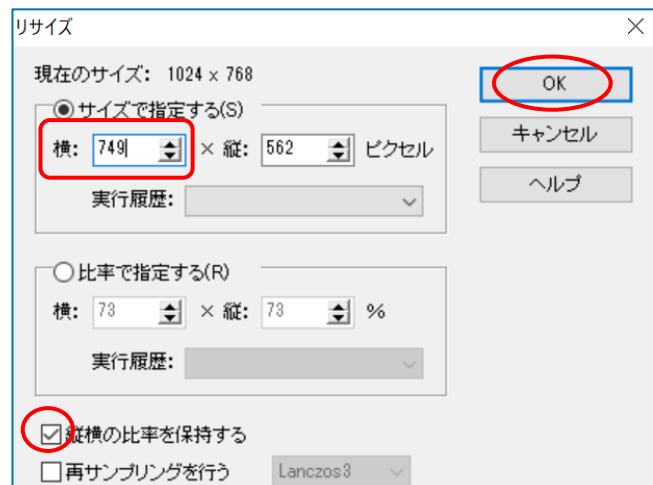 リサイズ
現在のサイズ: 1024 x 768
サイズで指定する(S)
横: 749 × 縦: 562 ピクセル
実行履歴:
比率で指定する(R)
横: 73 × 縦: 73 %
実行履歴:
縦横の比率を保持する
再サンプリングを行う Lanczos3
OK
キャンセル
ヘルプ